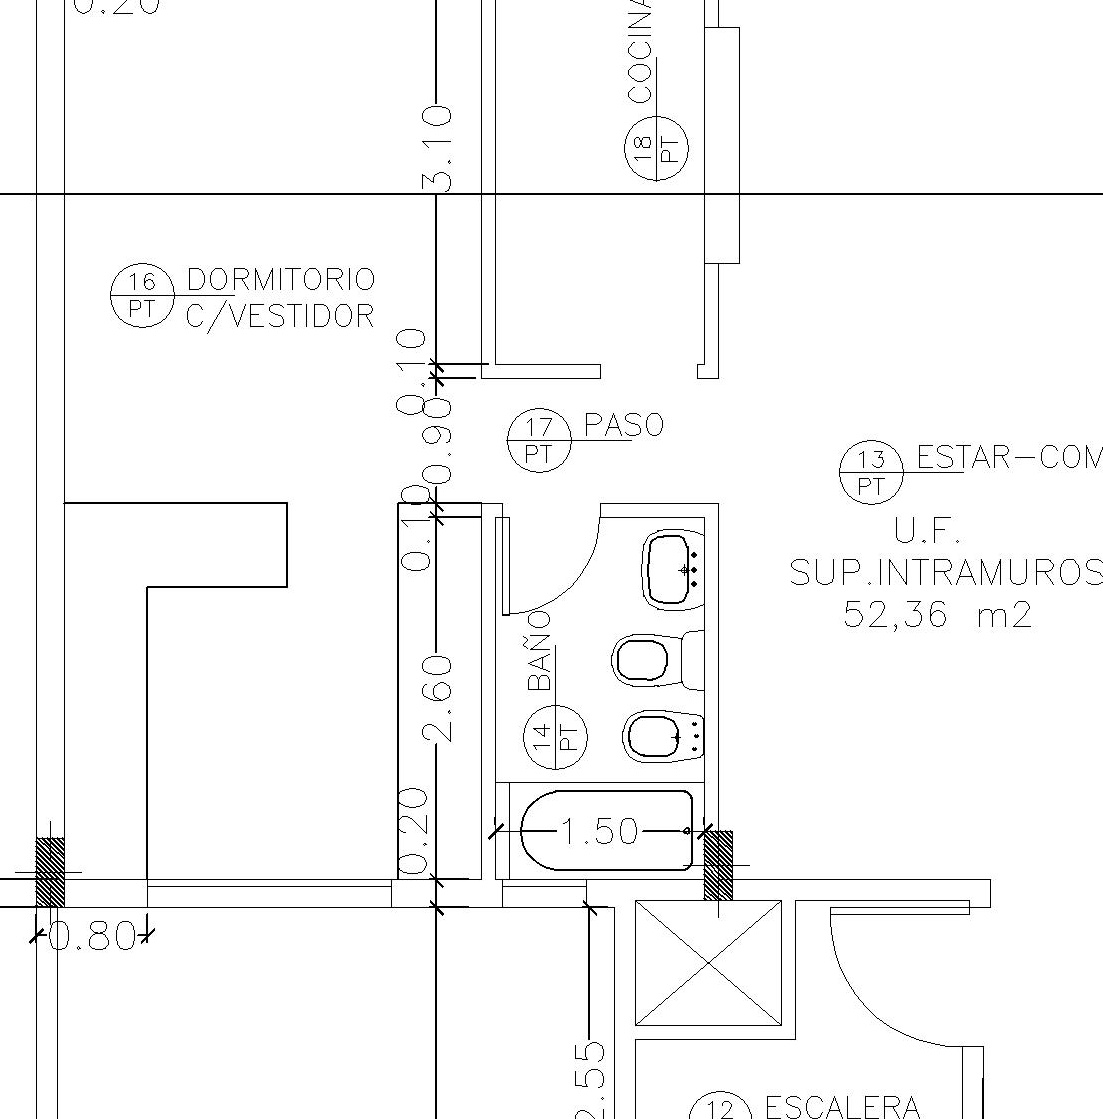 0.20
COCINA
18
PT
3.10
16
PT
DORMITORIO
C/VESTIDOR
0.10
0.90
17
PT
PASO
13
PT
ESTAR-COM
U.F.
SUP.INTRAMUROS
52,36 m2
0.10
BAÑO
14
PT
2.60
0.20
1.50
0.80
2.55
12
ESCALERA